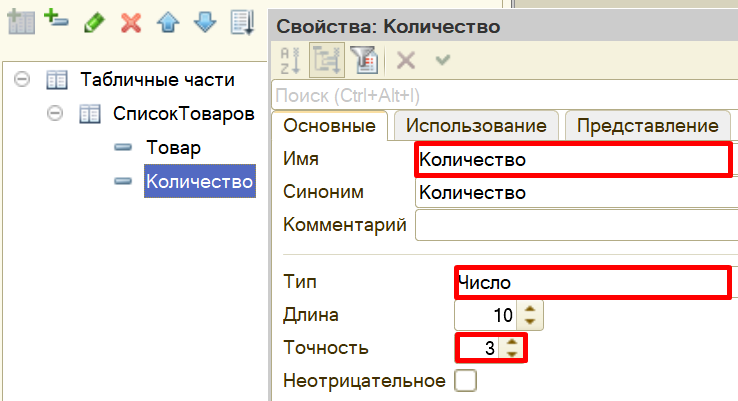 Табличные части
СписокТоваров
Товар
Количество
Свойства: Количество
Поиск (Ctrl+Alt+I)
Основные Использование Представление
Имя Количество
Синоним Количество
Комментарий
Тип Число
Длина 10
Точность 3
Неотрицательное